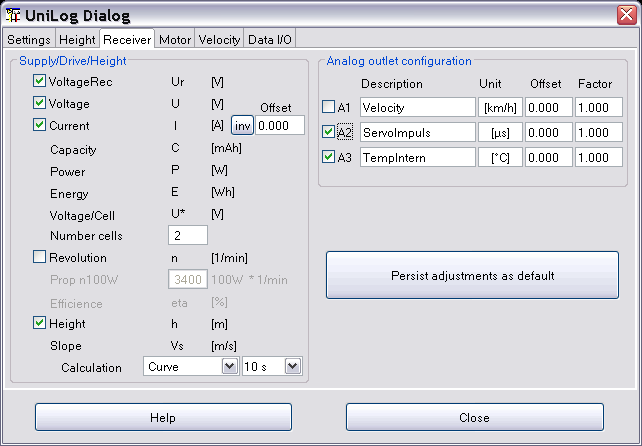 UniLog Dialog
Settings Height Receiver Motor Velocity Data I/O
Supply/Drive/Height
VoltageRec Ur [V]
Voltage U [V]
Offset
Current I [A] inv 0.000
Capacity C [mAh]
Power P [W]
Energy E [Wh]
Voltage/Cell U* [V]
Number cells 2
Revolution n [1/min]
Prop n100W 3400 100W * 1/min
Efficience eta [%]
Height h [m]
Slope Vs [m/s]
Calculation Curve 10 s
Analog outlet configuration
Description Unit Offset Factor
A1 Velocity [km/h] 0.000 1.000
A2 ServoImpuls [µs] 0.000 1.000
A3 TempIntern [°C] 0.000 1.000
Persist adjustments as default
Help Close